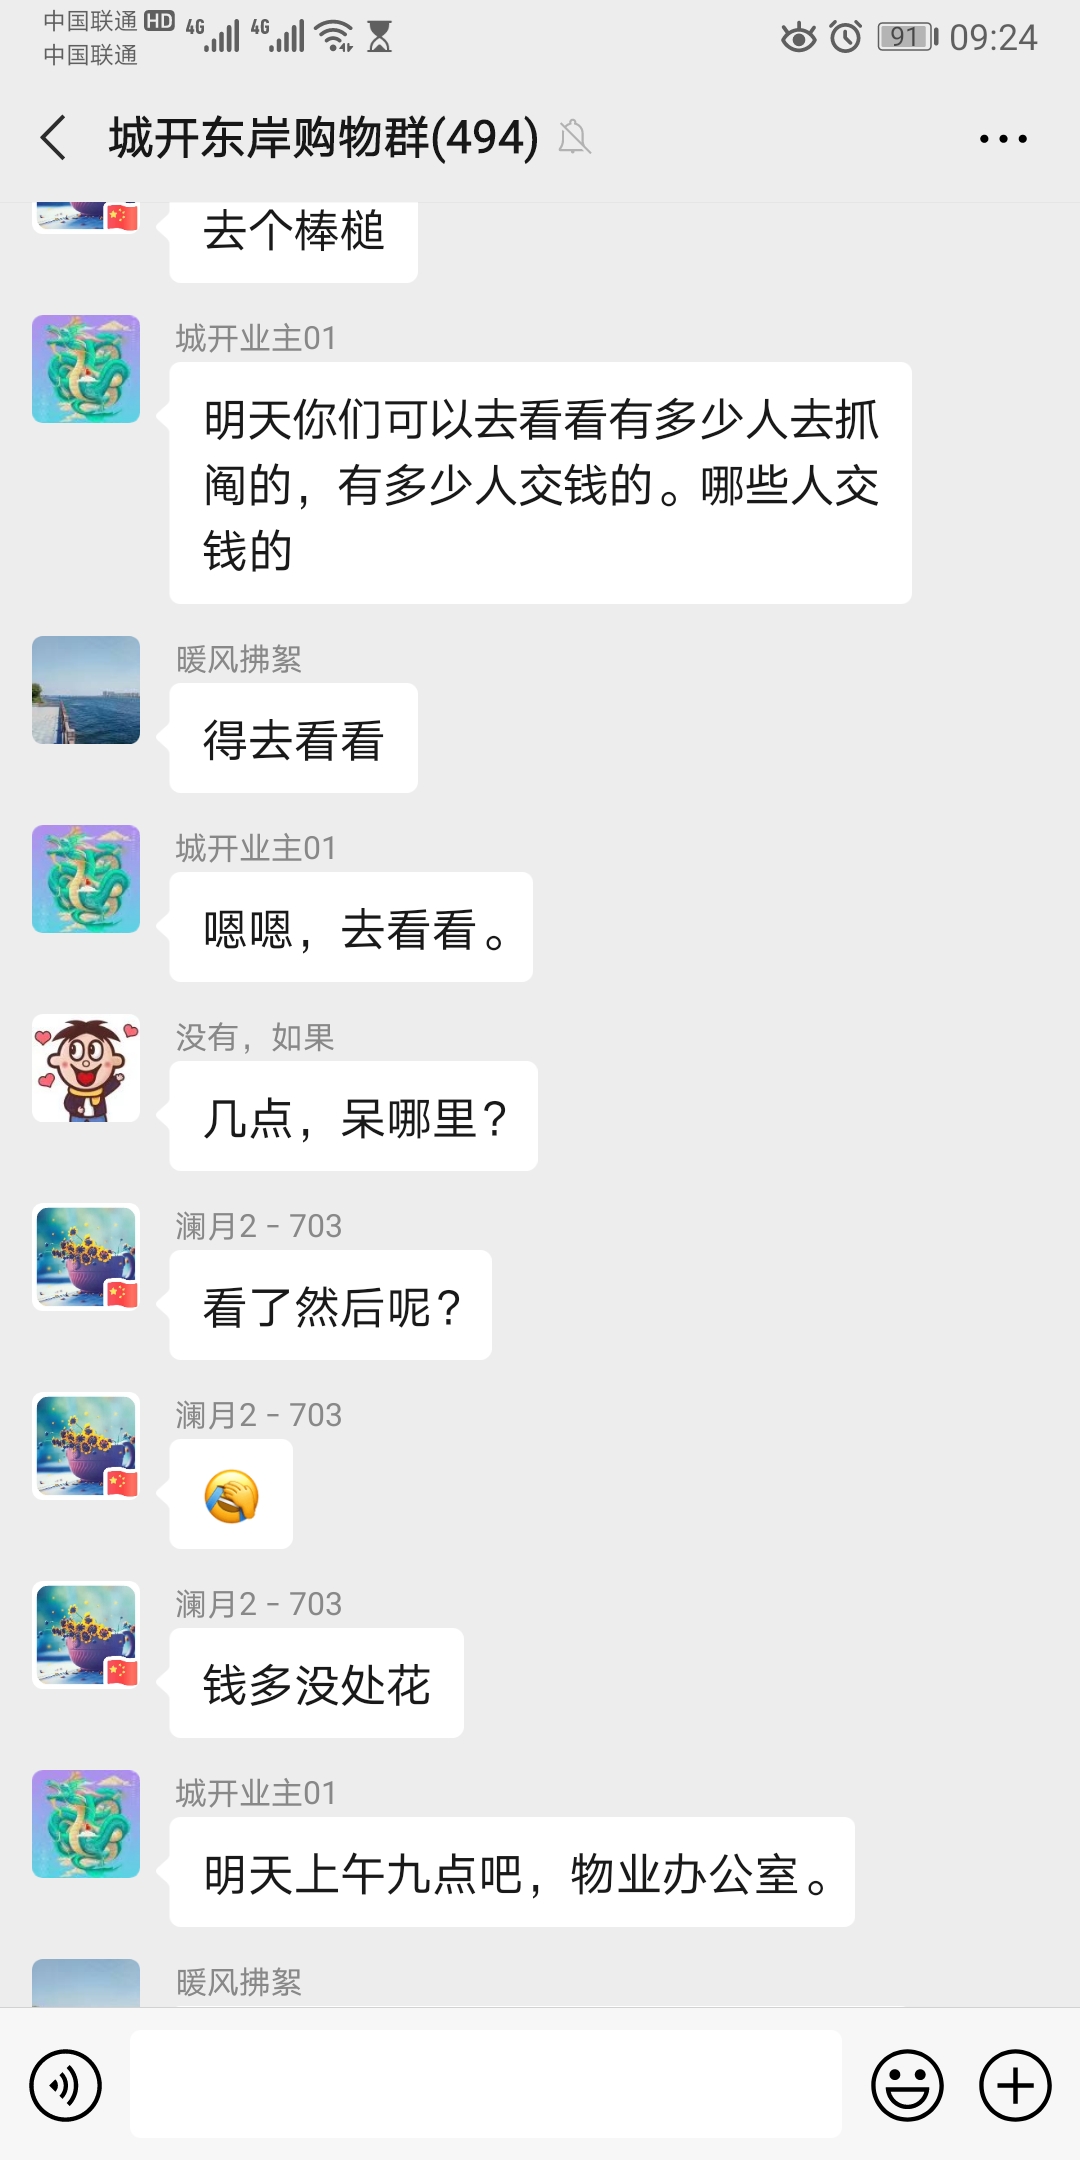 中国联通 HD 4G 4G 91 09:24
中国联通
城开东岸购物群(494)
去个棒槌
城开业主01
明天你们可以去看看有多少人去抓
阄的，有多少人交钱的。哪些人交
钱的
暖风拂絮
得去看看
城开业主01
嗯嗯，去看看。
没有，如果
几点，呆哪里？
澜月2－703
看了然后呢？
澜月2－703
澜月2－703
钱多没处花
城开业主01
明天上午九点吧，物业办公室。
暖风拂絮